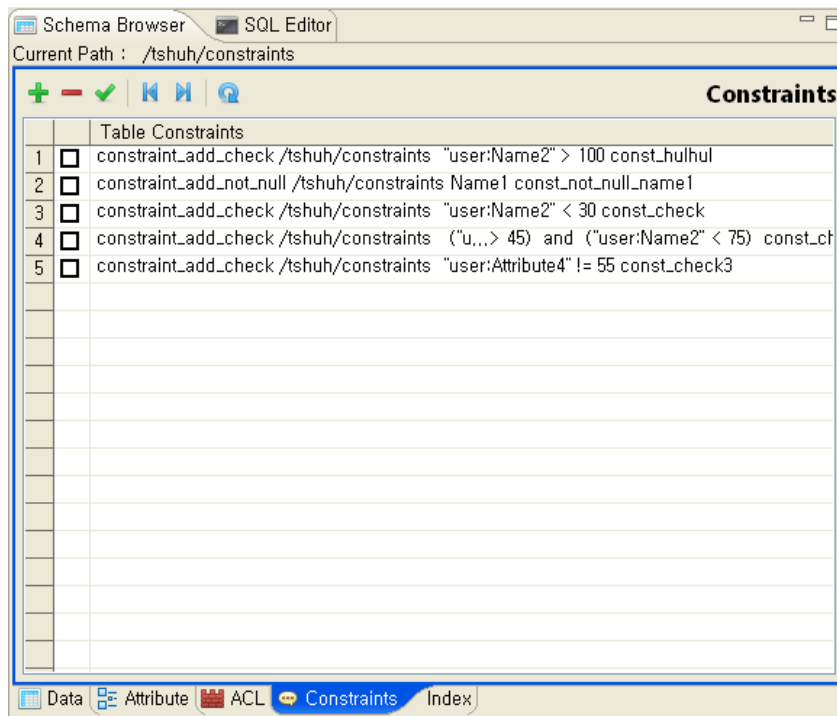 Schema Browser SQL Editor
Current Path : /tshuh/constraints
Constraints
Table Constraints
1 constraint_add_check /tshuh/constraints "user:Name2" > 100 const_hulhul
2 constraint_add_not_null /tshuh/constraints Name1 const_not_null_name1
3 constraint_add_check /tshuh/constraints "user:Name2" < 30 const_check
4 constraint_add_check /tshuh/constraints ("u,,,> 45) and ("user:Name2" < 75) const_ch
5 constraint_add_check /tshuh/constraints "user:Attribute4" != 55 const_check3
Data Attribute ACL Constraints Index